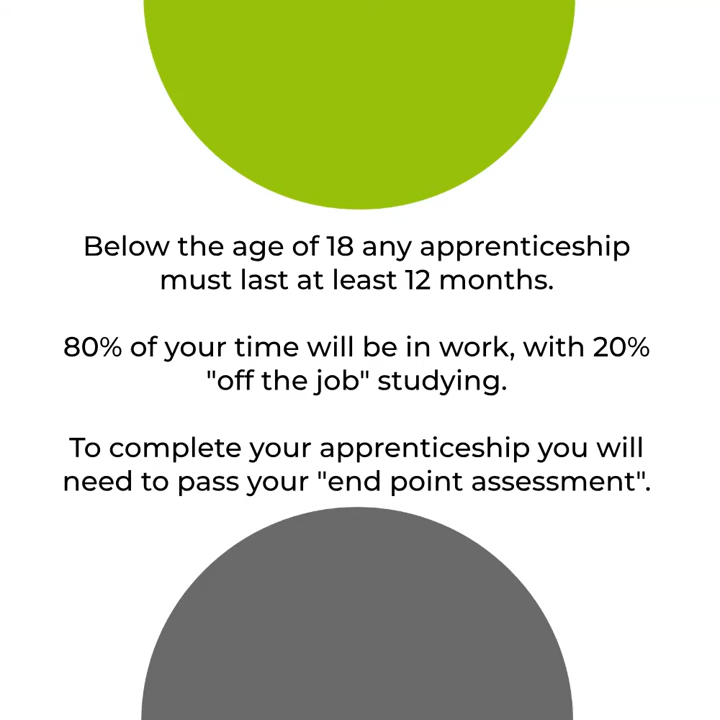 Below the age of 18 any apprenticeship
must last at least 12 months.
80% of your time will be in work, with 20%
"off the job" studying.
To complete your apprenticeship you will
need to pass your "end point assessment".